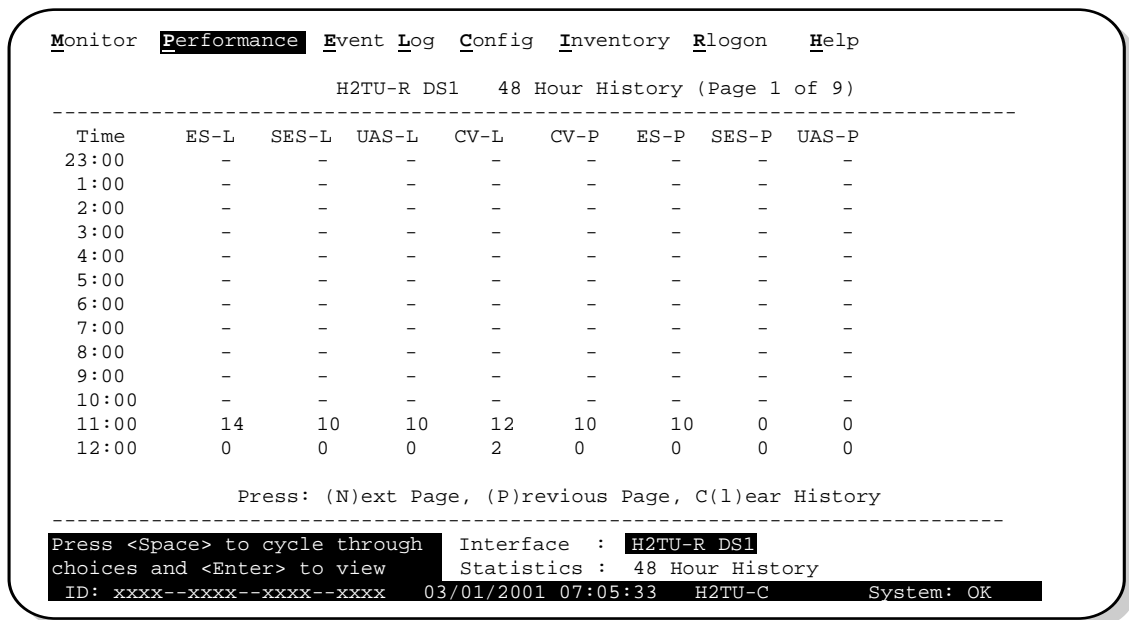 Monitor Performance Event Log Config Inventory Rlogon Help
H2TU-R DS1 48 Hour History (Page 1 of 9)
--------------------------------------------------------------------------------
Time ES-L SES-L UAS-L CV-L CV-P ES-P SES-P UAS-P
23:00 - - - - - - - -
1:00 - - - - - - - -
2:00 - - - - - - - -
3:00 - - - - - - - -
4:00 - - - - - - - -
5:00 - - - - - - - -
6:00 - - - - - - - -
7:00 - - - - - - - -
8:00 - - - - - - - -
9:00 - - - - - - - -
10:00 - - - - - - - -
11:00 14 10 10 12 10 10 0 0
12:00 0 0 0 2 0 0 0 0
Press: (N)ext Page, (P)revious Page, C(l)ear History
-------------------------------------------------------------------------------
Press <Space> to cycle through Interface : H2TU-R DS1
choices and <Enter> to view Statistics : 48 Hour History
ID: xxxx--xxxx--xxxx--xxxx 03/01/2001 07:05:33 H2TU-C System: OK